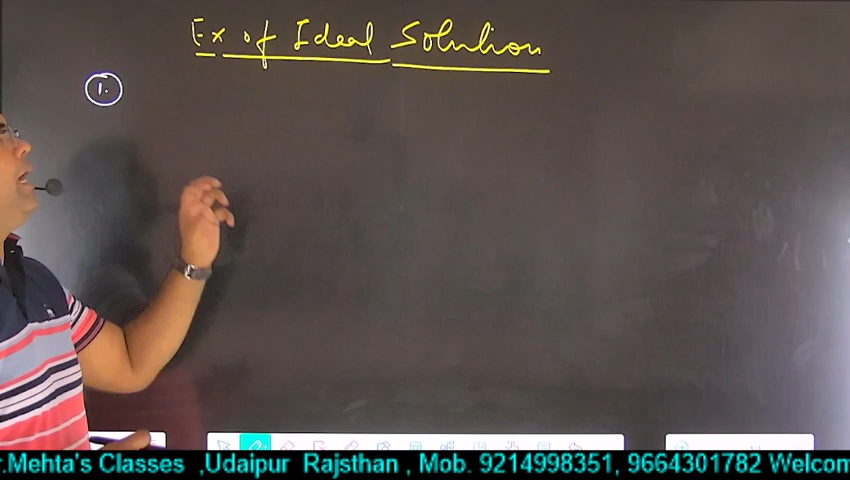 Ex of Ideal Solution
1.
r.Mehta's Classes ,Udaipur Rajsthan , Mob. 9214998351, 9664301782 Welcom